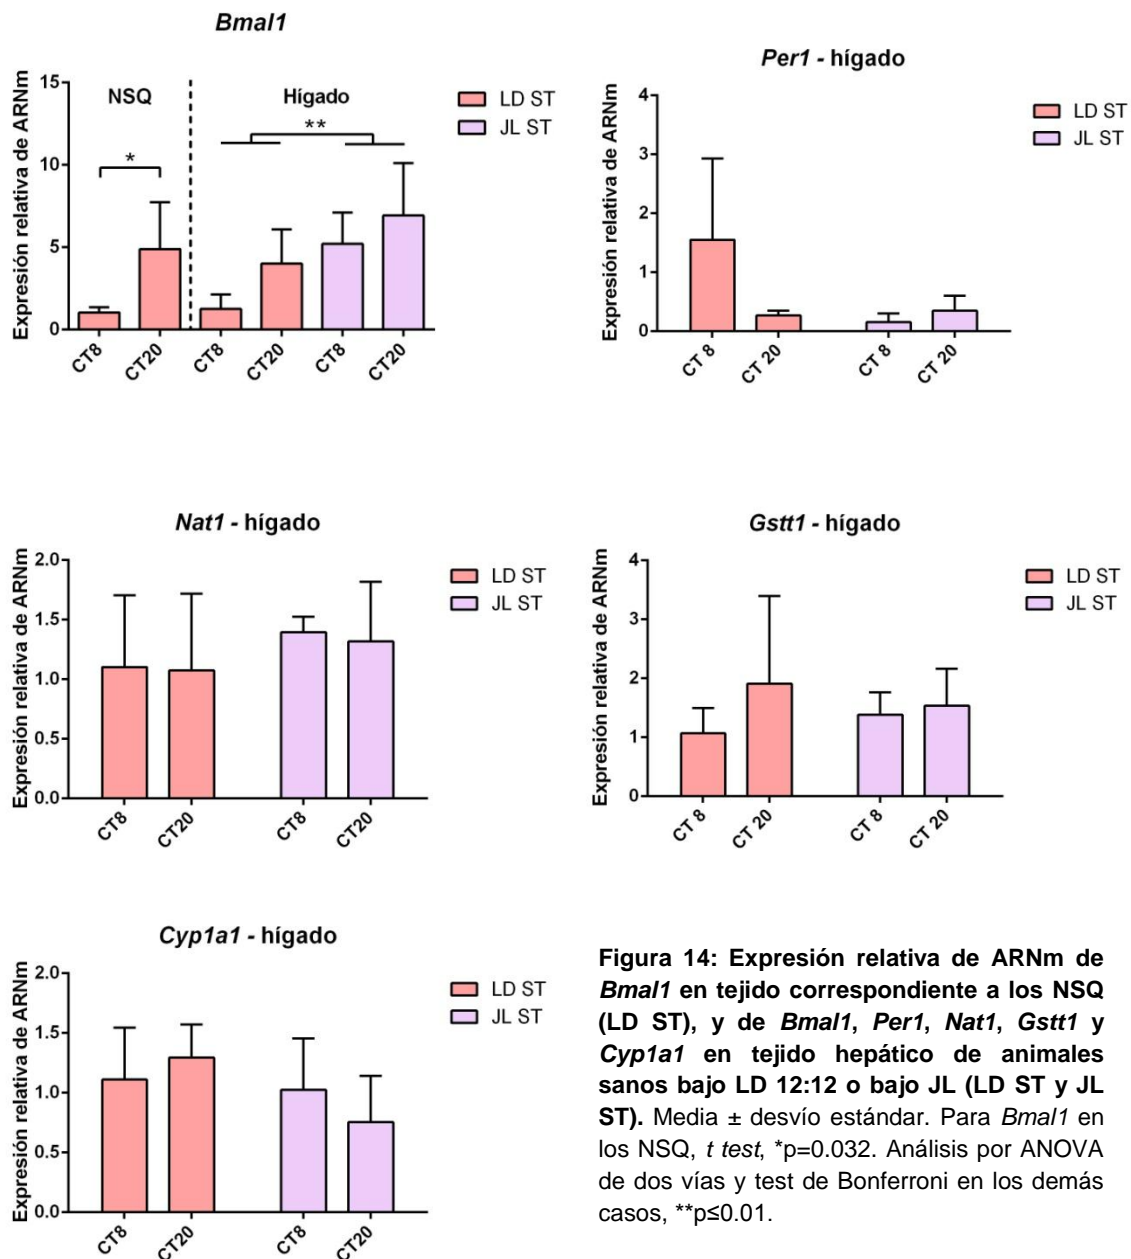 Bmal1
Expresión relativa de ARNm
15
10
5
0
NSQ
Hígado
*
**
CT8
CT20
CT8
CT20
CT8
CT20
LD ST
JL ST
Per1 - hígado
Expresión relativa de ARNm
4
3
2
1
0
CT 8
CT 20
CT 8
CT 20
LD ST
JL ST
Nat1 - hígado
Expresión relativa de ARNm
2.0
1.5
1.0
0.5
0.0
CT8
CT20
CT8
CT20
LD ST
JL ST
Gstt1 - hígado
Expresión relativa de ARNm
4
3
2
1
0
CT 8
CT 20
CT 8
CT 20
LD ST
JL ST
Cyp1a1 - hígado
Expresión relativa de ARNm
2.0
1.5
1.0
0.5
0.0
CT8
CT20
CT8
CT20
LD ST
JL ST
Figura 14: Expresión relativa de ARNm de
Bmal1 en tejido correspondiente a los NSQ
(LD ST), y de Bmal1, Per1, Nat1, Gstt1 y
Cyp1a1 en tejido hepático de animales
sanos bajo LD 12:12 o bajo JL (LD ST y JL
ST). Media ± desvío estándar. Para Bmal1 en
los NSQ, t test, *p=0.032. Análisis por ANOVA
de dos vías y test de Bonferroni en los demás
casos, **p≤0.01.